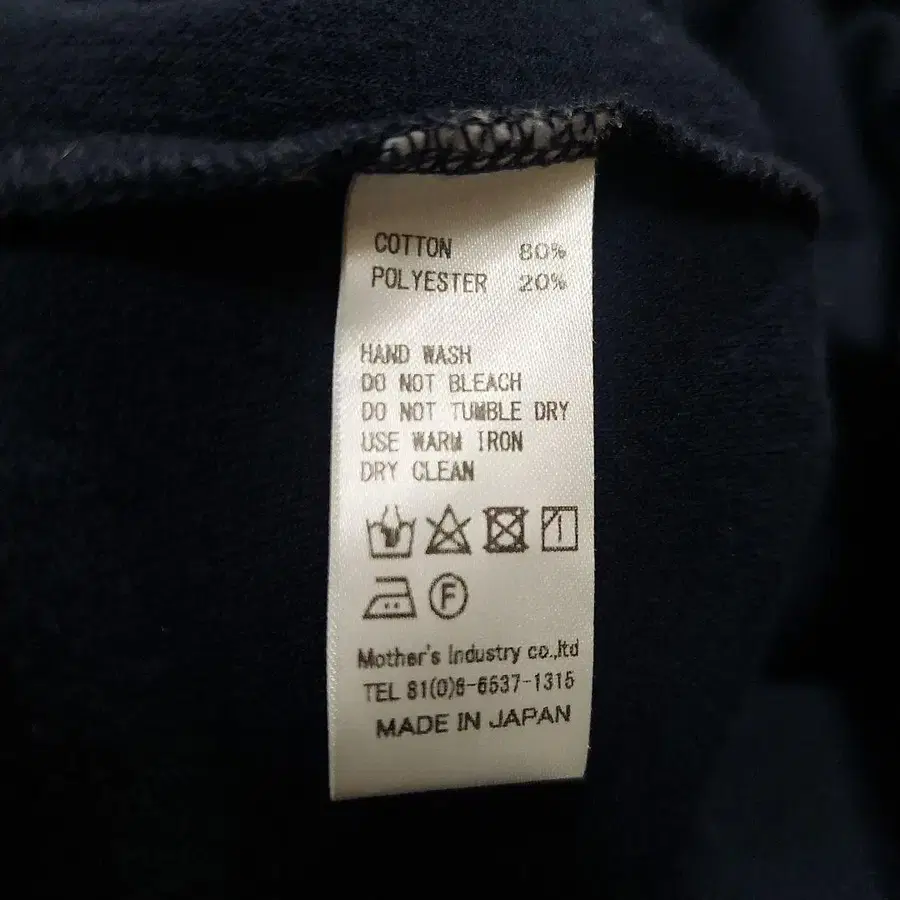 COTTON 80%
POLYESTER 20%
HAND WASH
DO NOT BLEACH
DO NOT TUMBLE DRY
USE WARM IRON
DRY CLEAN
F
Mother's Industry co.,ltd
TEL 81(0)6-6537-1315
MADE IN JAPAN